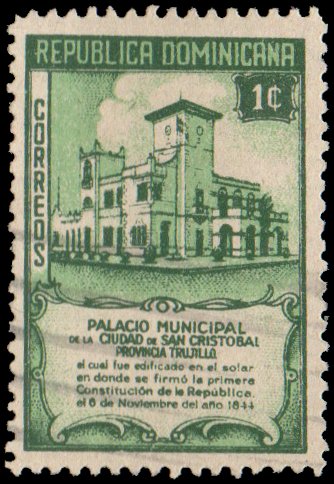 REPUBLICA DOMINICANA
1¢
CORREOS
PALACIO MUNICIPAL
DE LA CIUDAD DE SAN CRISTOBAL
PROVINCIA TRUJILLO,
el cual fue edificado en el solar
en donde se firmó la primera
Constitución de la República,
el 6 de Noviembre del año 1844